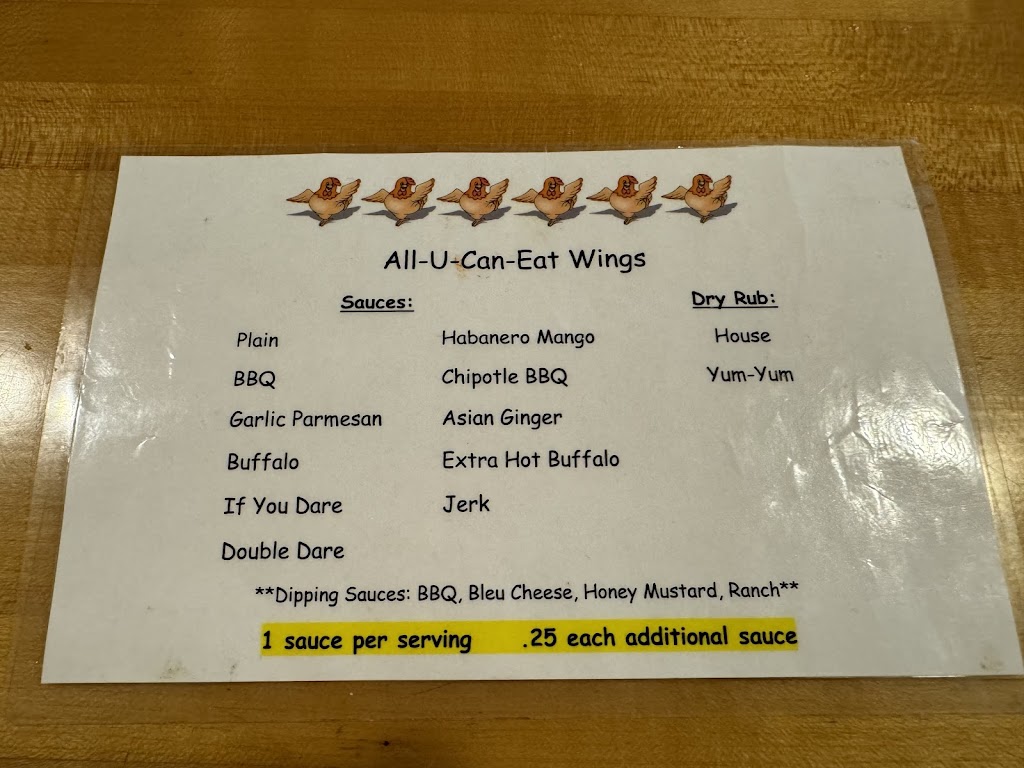 All-U-Can-Eat Wings
Sauces: Dry Rub:
Plain Habanero Mango House
BBQ Chipotle BBQ Yum-Yum
Garlic Parmesan Asian Ginger
Buffalo Extra Hot Buffalo
If You Dare Jerk
Double Dare
**Dipping Sauces: BBQ, Bleu Cheese, Honey Mustard, Ranch**
1 sauce per serving .25 each additional sauce